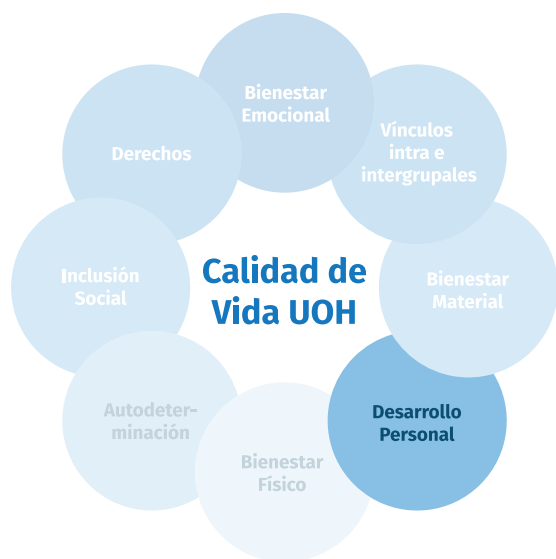 Bienestar
Emocional
Vínculos
intra e
intergrupales
Derechos
Calidad de
Vida UOH
Inclusión
Social
Bienestar
Material
Autodeter-
minación
Desarrollo
Personal
Bienestar
Físico